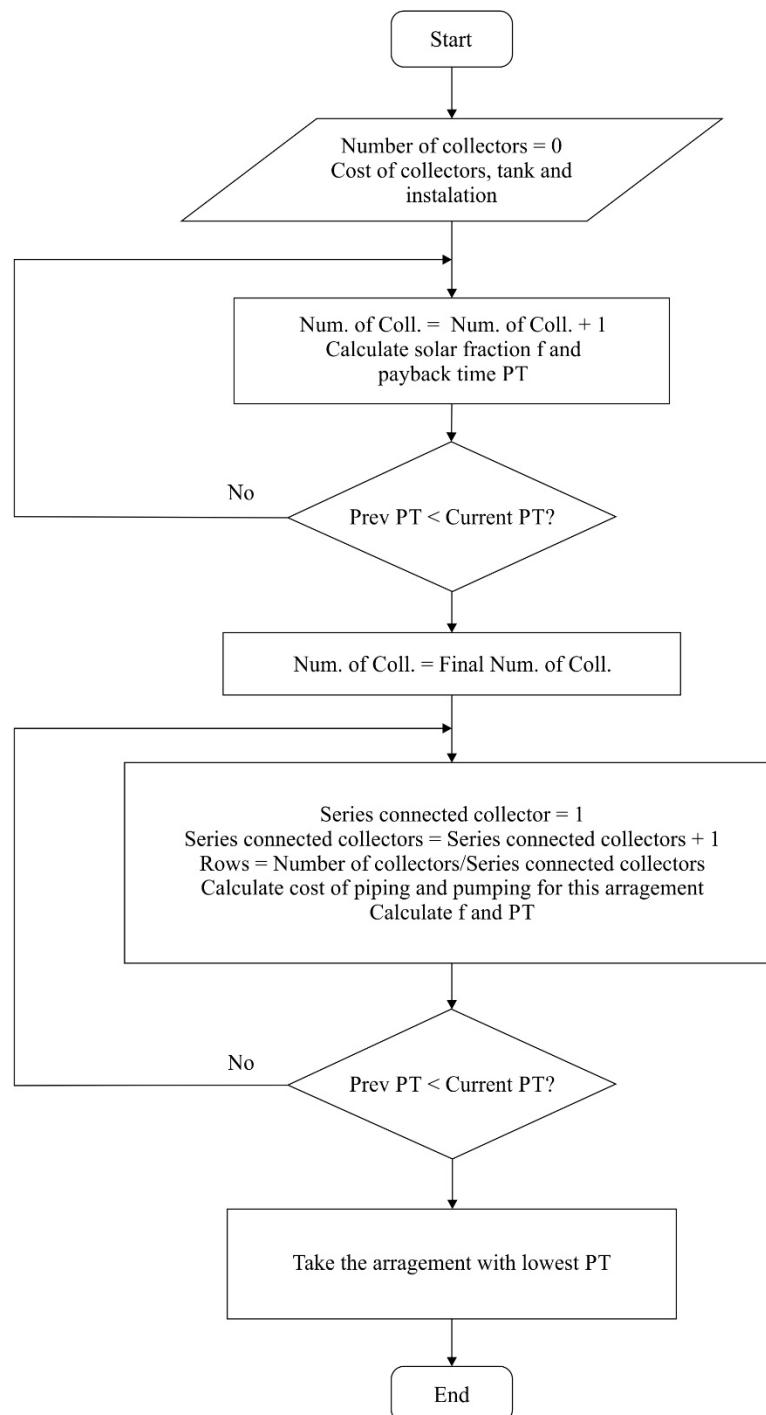 Start
Number of collectors = 0
Cost of collectors, tank and
instalation
Num. of Coll. = Num. of Coll. + 1
Calculate solar fraction f and
payback time PT
No
Prev PT < Current PT?
Num. of Coll. = Final Num. of Coll.
Series connected collector = 1
Series connected collectors = Series connected collectors + 1
Rows = Number of collectors/Series connected collectors
Calculate cost of piping and pumping for this arragement
Calculate f and PT
No
Prev PT < Current PT?
Take the arragement with lowest PT
End